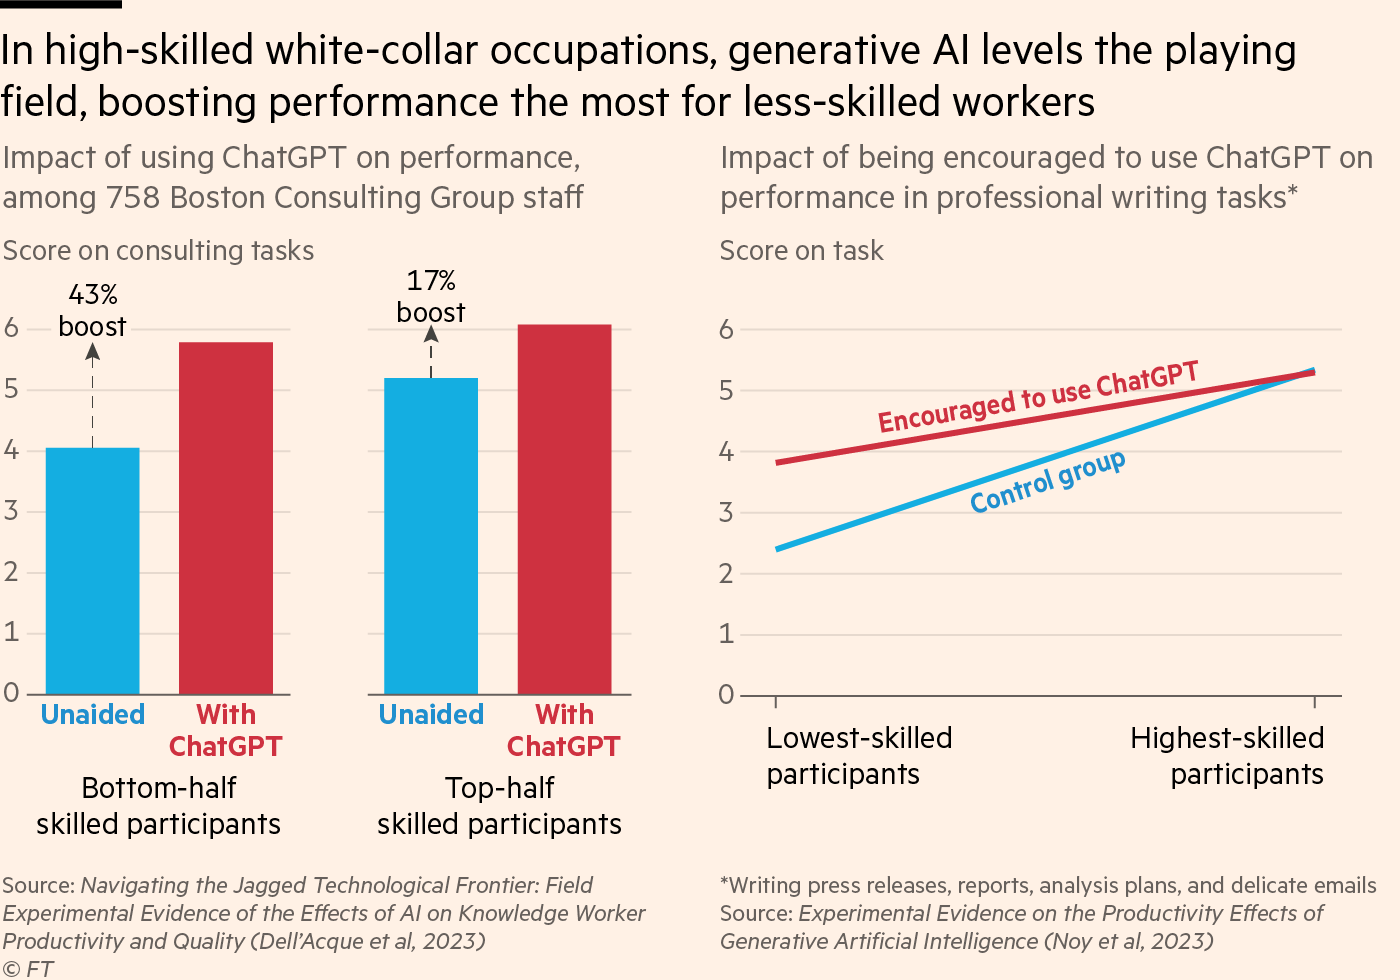 In high-skilled white-collar occupations, generative AI levels the playing
field, boosting performance the most for less-skilled workers
Impact of using ChatGPT on performance,
among 758 Boston Consulting Group staff
Score on consulting tasks
43%
boost
17%
boost
6
5
4
3
2
1
0
Unaided
With
ChatGPT
Unaided
With
ChatGPT
Bottom-half
skilled participants
Top-half
skilled participants
Source: Navigating the Jagged Technological Frontier: Field
Experimental Evidence of the Effects of AI on Knowledge Worker
Productivity and Quality (Dell'Acque et al, 2023)
© FT
Impact of being encouraged to use ChatGPT on
performance in professional writing tasks*
Score on task
6
5
4
3
2
1
0
Encouraged to use ChatGPT
Control group
Lowest-skilled
participants
Highest-skilled
participants
*Writing press releases, reports, analysis plans, and delicate emails
Source: Experimental Evidence on the Productivity Effects of
Generative Artificial Intelligence (Noy et al, 2023)